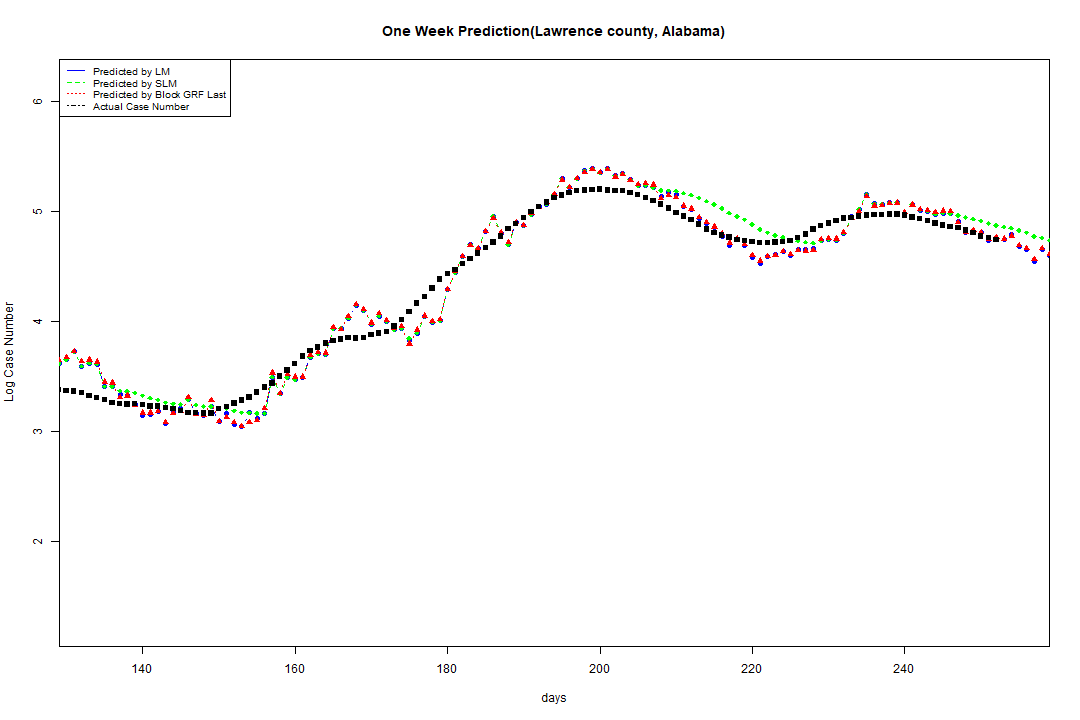 One Week Prediction(Lawrence county, Alabama)
Predicted by LM
Predicted by SLM
Predicted by Block GRF Last
Actual Case Number
6
5
4
3
2
Log Case Number
140 160 180 200 220 240
days